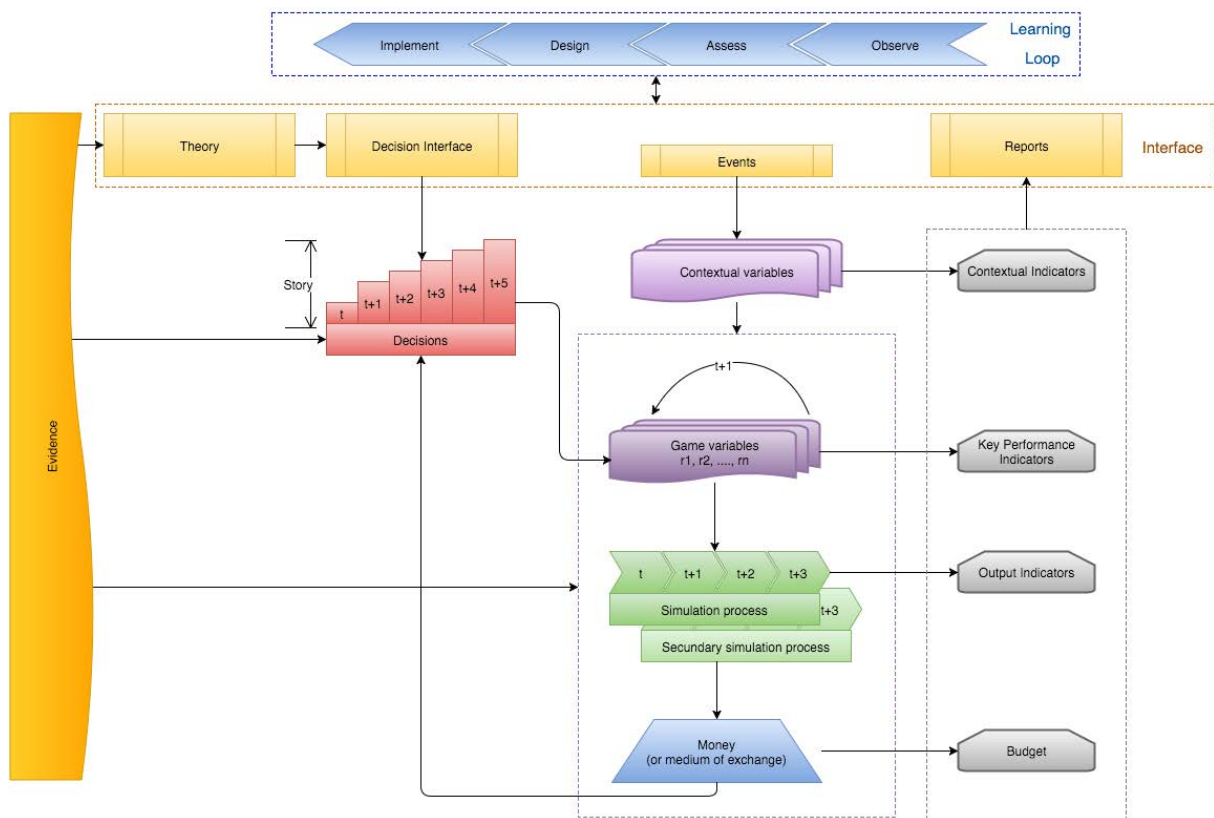 Implement
Design
Assess
Observe
Learning
Loop
Theory
Decision Interface
Events
Reports
Interface
Story
t
t+1
t+2
t+3
t+4
t+5
Decisions
Contextual variables
Contextual Indicators
Evidence
t+1
Game variables
r1, r2, ...., rn
Key Performance
Indicators
t
t+1
t+2
t+3
Output Indicators
Simulation process
t+3
Secundary simulation process
Money
(or medium of exchange)
Budget